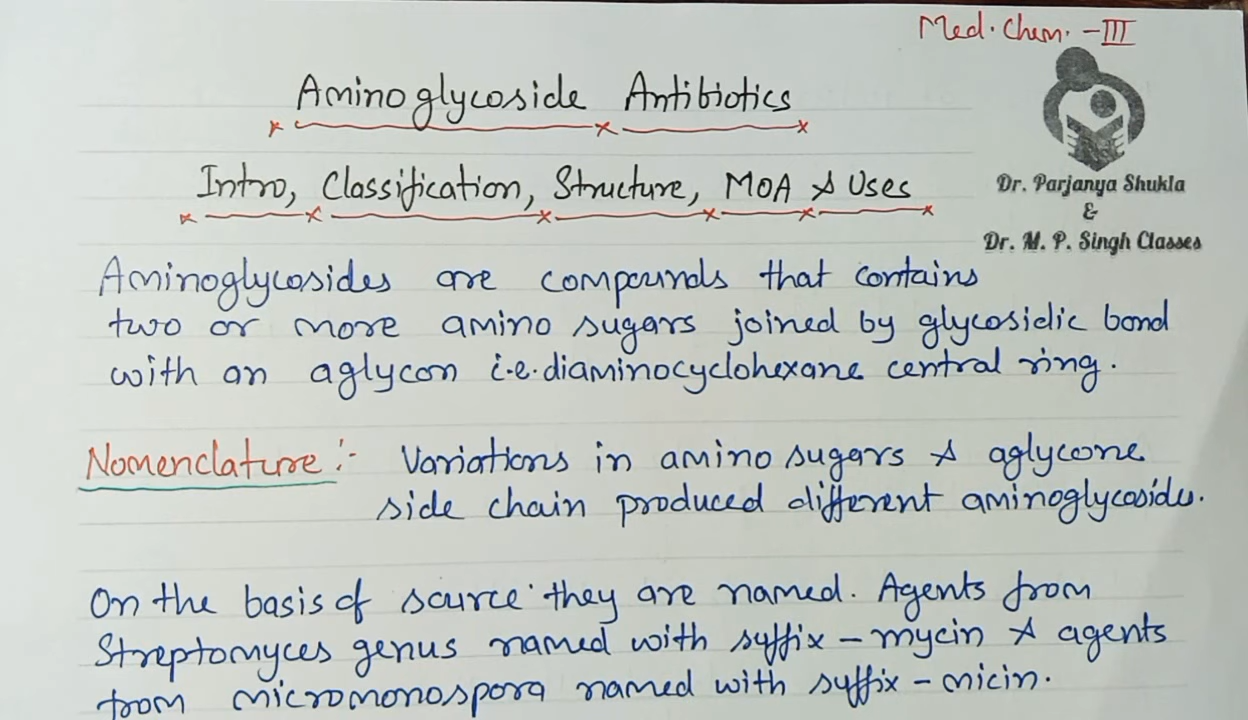 Med. Chem. - III
Aminoglycoside Antibiotics
Intro, Classification, Structure, MOA & Uses
Dr. Parjanya Shukla
&
Dr. M. P. Singh Classes
Aminoglycosides are compounds that contains
two or more amino sugars joined by glycosidic bond
with an aglycon i.e. diaminocyclohexane central ring.
Nomenclature :- Variations in amino sugars & aglycone
side chain produced different aminoglycosides.
On the basis of source they are named. Agents from
Streptomyces genus named with suffix - mycin & agents
from micromonospora named with suffix - micin.